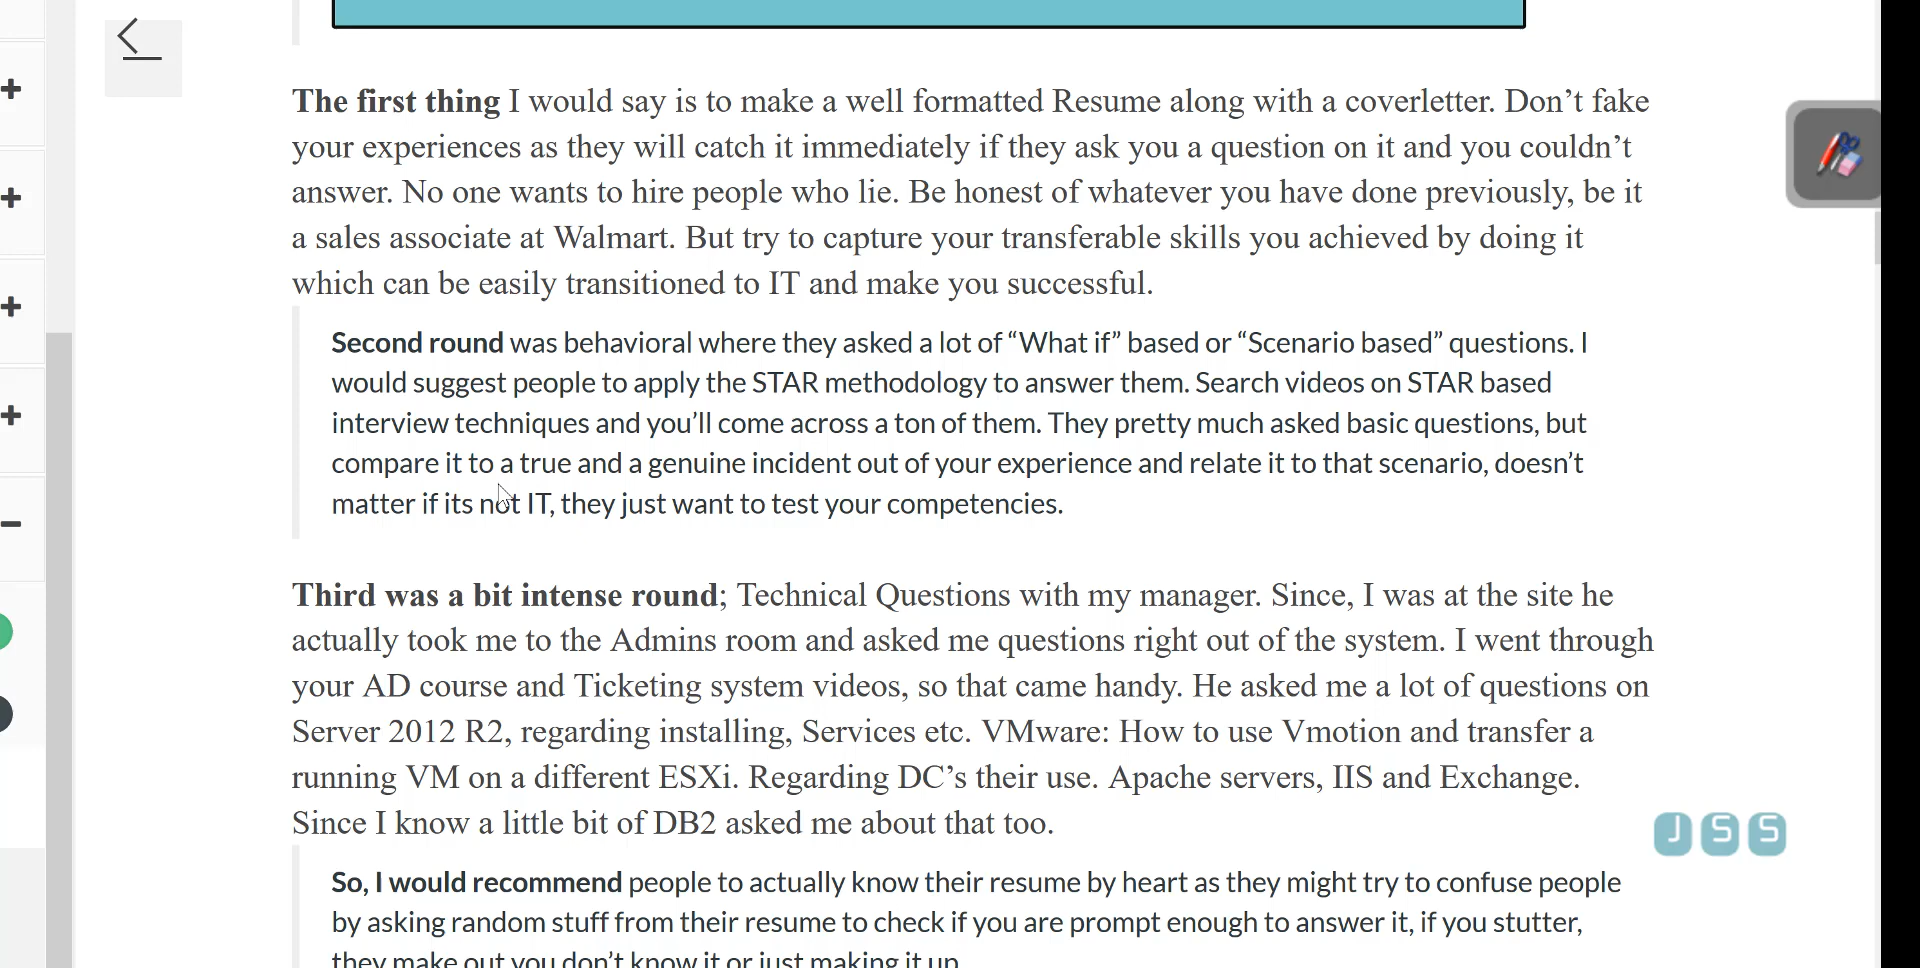 The first thing I would say is to make a well formatted Resume along with a coverletter. Don’t fake
your experiences as they will catch it immediately if they ask you a question on it and you couldn’t
answer. No one wants to hire people who lie. Be honest of whatever you have done previously, be it
a sales associate at Walmart. But try to capture your transferable skills you achieved by doing it
which can be easily transitioned to IT and make you successful.
Second round was behavioral where they asked a lot of “What if” based or “Scenario based” questions. I
would suggest people to apply the STAR methodology to answer them. Search videos on STAR based
interview techniques and you’ll come across a ton of them. They pretty much asked basic questions, but
compare it to a true and a genuine incident out of your experience and relate it to that scenario, doesn’t
matter if its not IT, they just want to test your competencies.
Third was a bit intense round; Technical Questions with my manager. Since, I was at the site he
actually took me to the Admins room and asked me questions right out of the system. I went through
your AD course and Ticketing system videos, so that came handy. He asked me a lot of questions on
Server 2012 R2, regarding installing, Services etc. VMware: How to use Vmotion and transfer a
running VM on a different ESXi. Regarding DC’s their use. Apache servers, IIS and Exchange.
Since I know a little bit of DB2 asked me about that too.
JSS
So, I would recommend people to actually know their resume by heart as they might try to confuse people
by asking random stuff from their resume to check if you are prompt enough to answer it, if you stutter,
they make out you don’t know it or just making it up